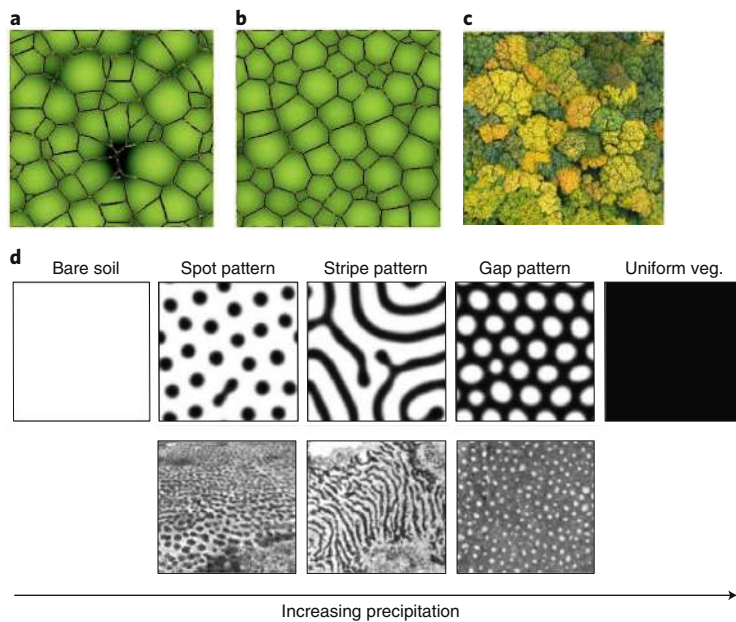 a
b
c
d
Bare soil
Spot pattern
Stripe pattern
Gap pattern
Uniform veg.
Increasing precipitation